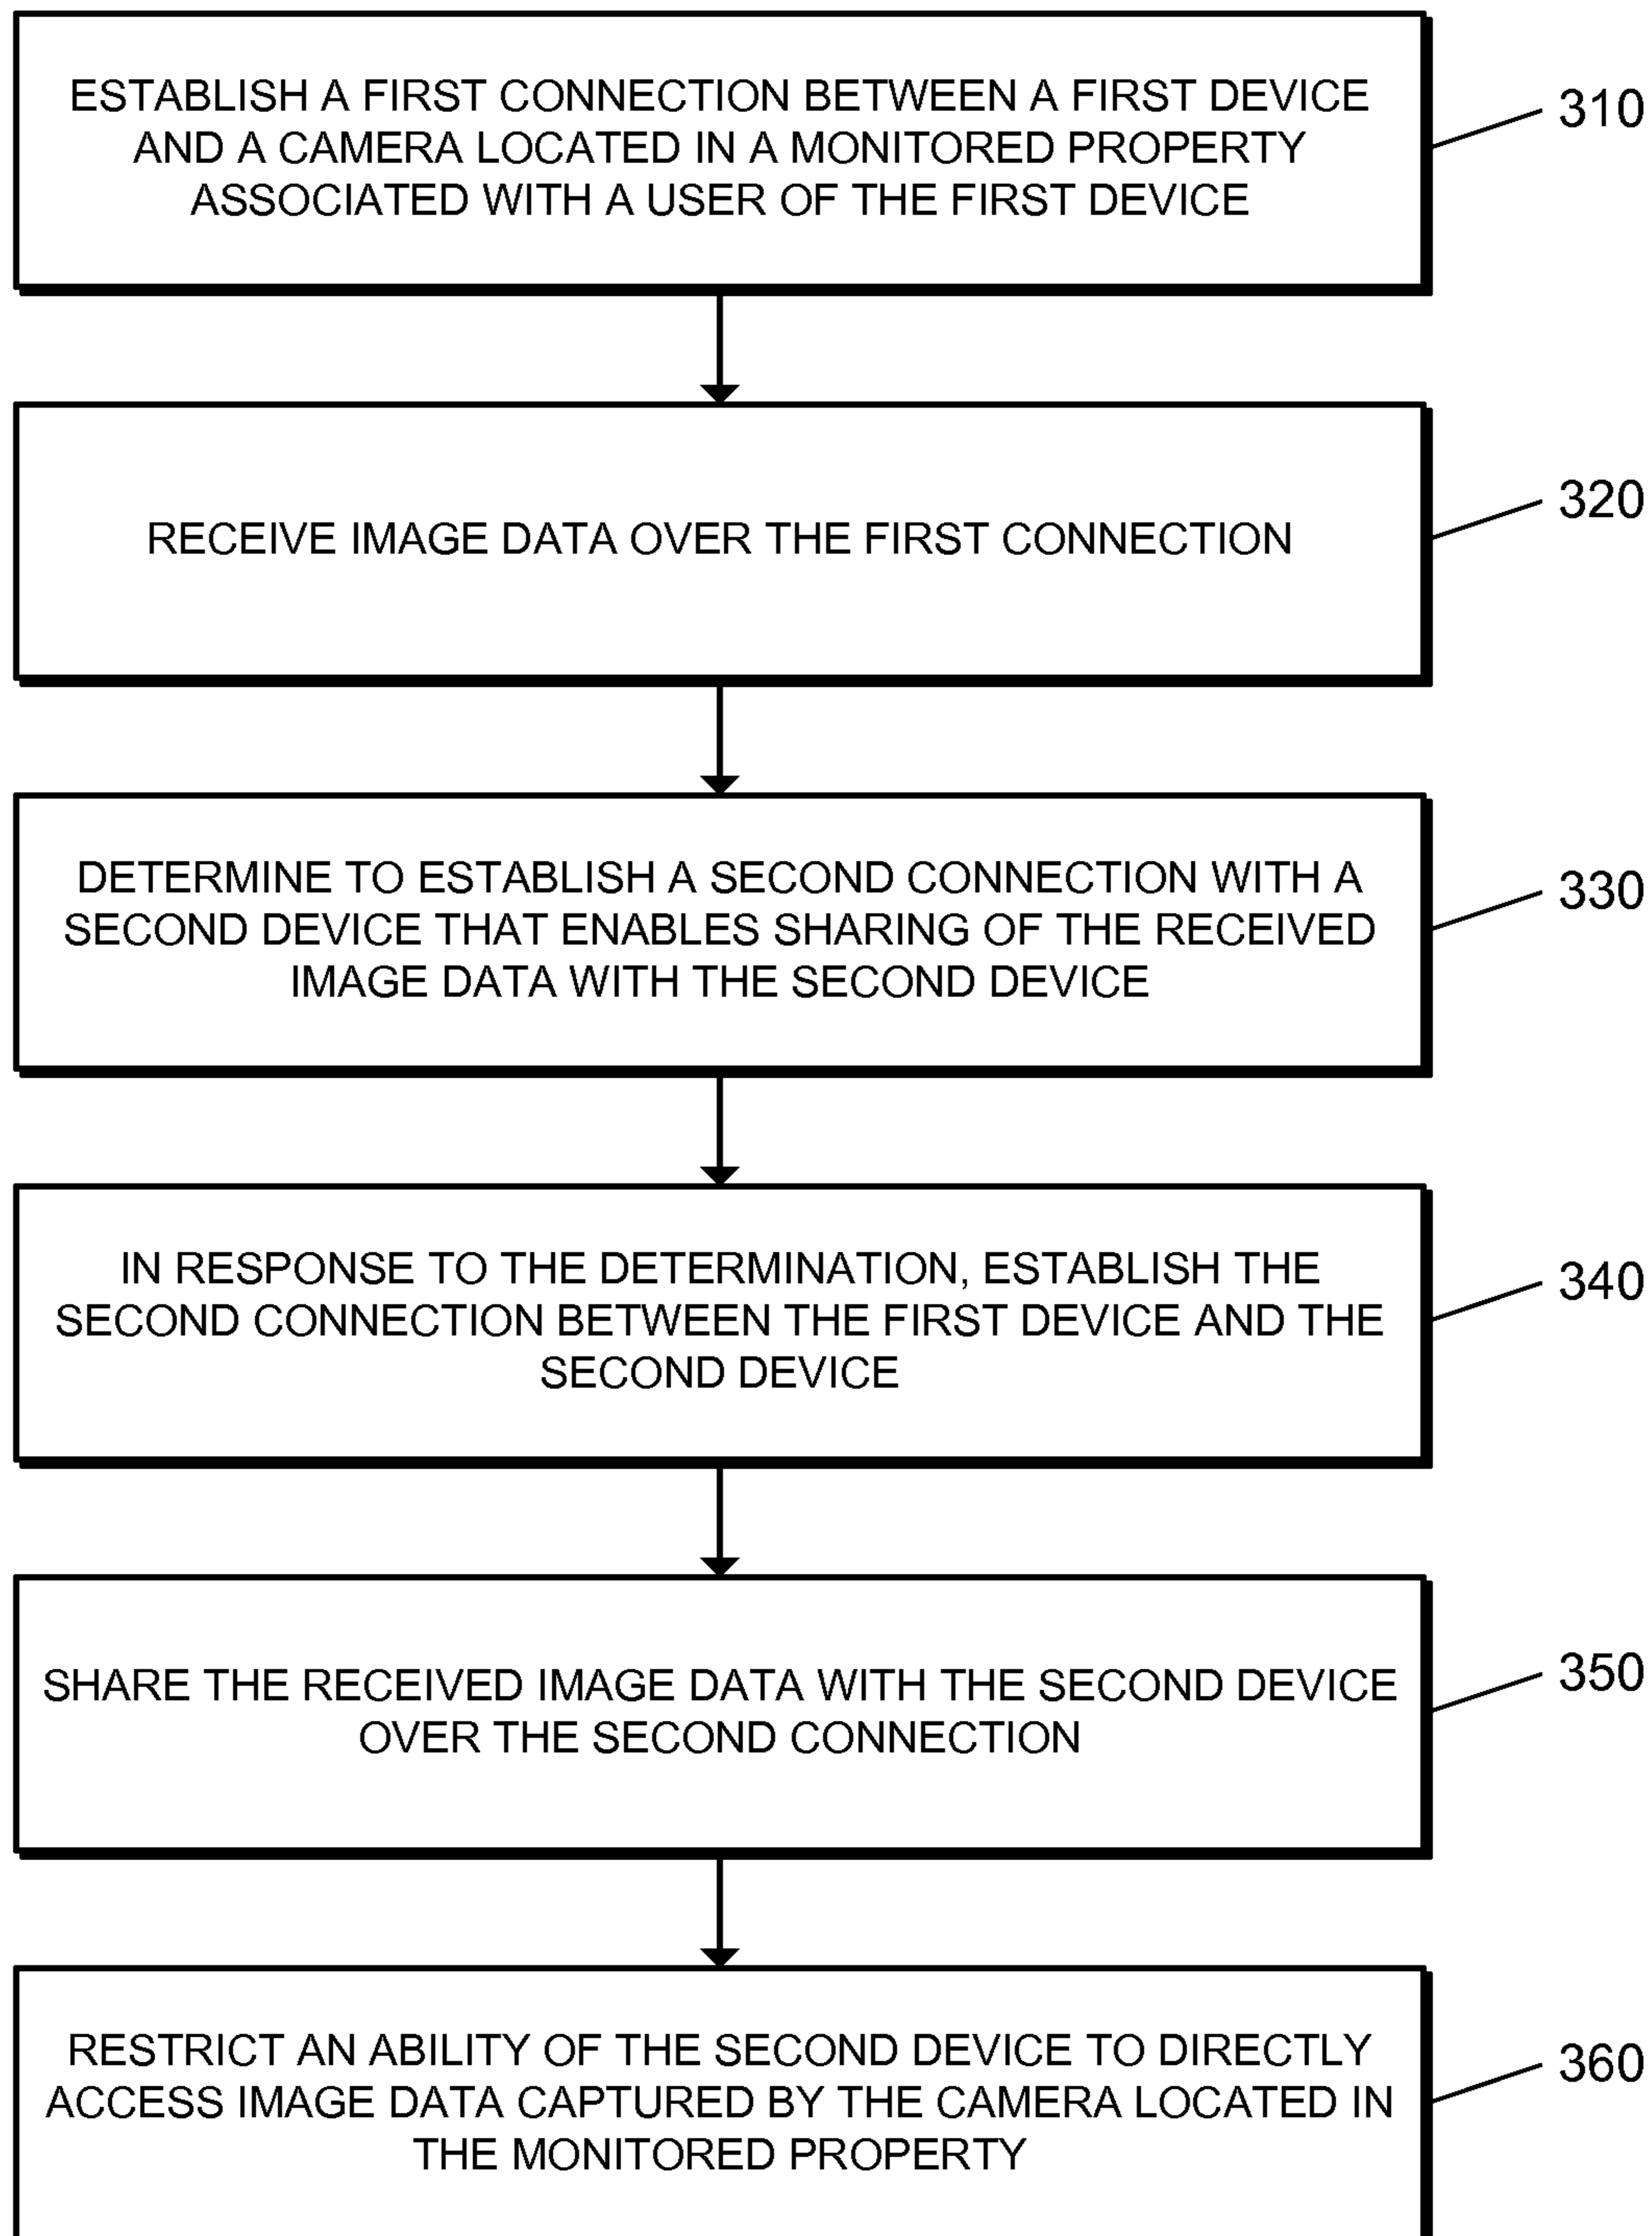 ESTABLISH A FIRST CONNECTION BETWEEN A FIRST DEVICE
AND A CAMERA LOCATED IN A MONITORED PROPERTY
ASSOCIATED WITH A USER OF THE FIRST DEVICE
310
RECEIVE IMAGE DATA OVER THE FIRST CONNECTION
320
DETERMINE TO ESTABLISH A SECOND CONNECTION WITH A
SECOND DEVICE THAT ENABLES SHARING OF THE RECEIVED
IMAGE DATA WITH THE SECOND DEVICE
330
IN RESPONSE TO THE DETERMINATION, ESTABLISH THE
SECOND CONNECTION BETWEEN THE FIRST DEVICE AND THE
SECOND DEVICE
340
SHARE THE RECEIVED IMAGE DATA WITH THE SECOND DEVICE
OVER THE SECOND CONNECTION
350
RESTRICT AN ABILITY OF THE SECOND DEVICE TO DIRECTLY
ACCESS IMAGE DATA CAPTURED BY THE CAMERA LOCATED IN
THE MONITORED PROPERTY
360